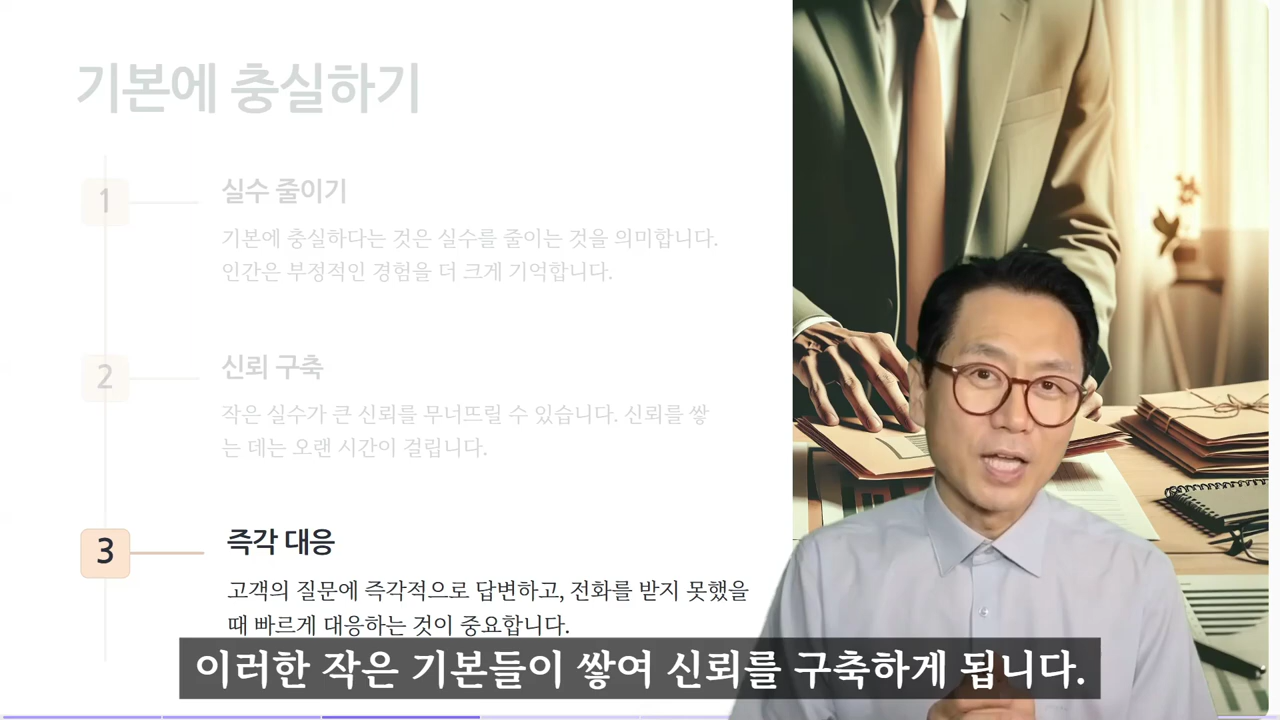 기본에 충실하기
1
실수 줄이기
기본에 충실하다는 것은 실수를 줄이는 것을 의미합니다.
인간은 부정적인 경험을 더 크게 기억합니다.
2
신뢰 구축
작은 실수가 큰 신뢰를 무너뜨릴 수 있습니다. 신뢰를 쌓
는 데는 오랜 시간이 걸립니다.
3
즉각 대응
고객의 질문에 즉각적으로 답변하고, 전화를 받지 못했을
때 빠르게 대응하는 것이 중요합니다.
이러한 작은 기본들이 쌓여 신뢰를 구축하게 됩니다.